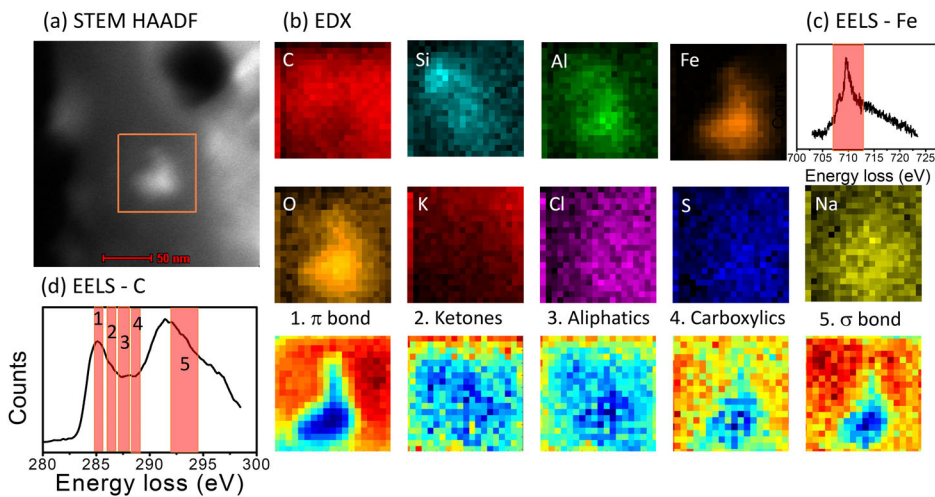 (a) STEM HAADF
(b) EDX
(c) EELS - Fe
C
Si
Al
Fe
700 705 710 715 720 725
Energy loss (eV)
50 nm
O
K
Cl
S
Na
(d) EELS - C
1
2
3
4
5
Counts
280 285 290 295 300
Energy loss (eV)
1. π bond
2. Ketones
3. Aliphatics
4. Carboxylics
5. σ bond